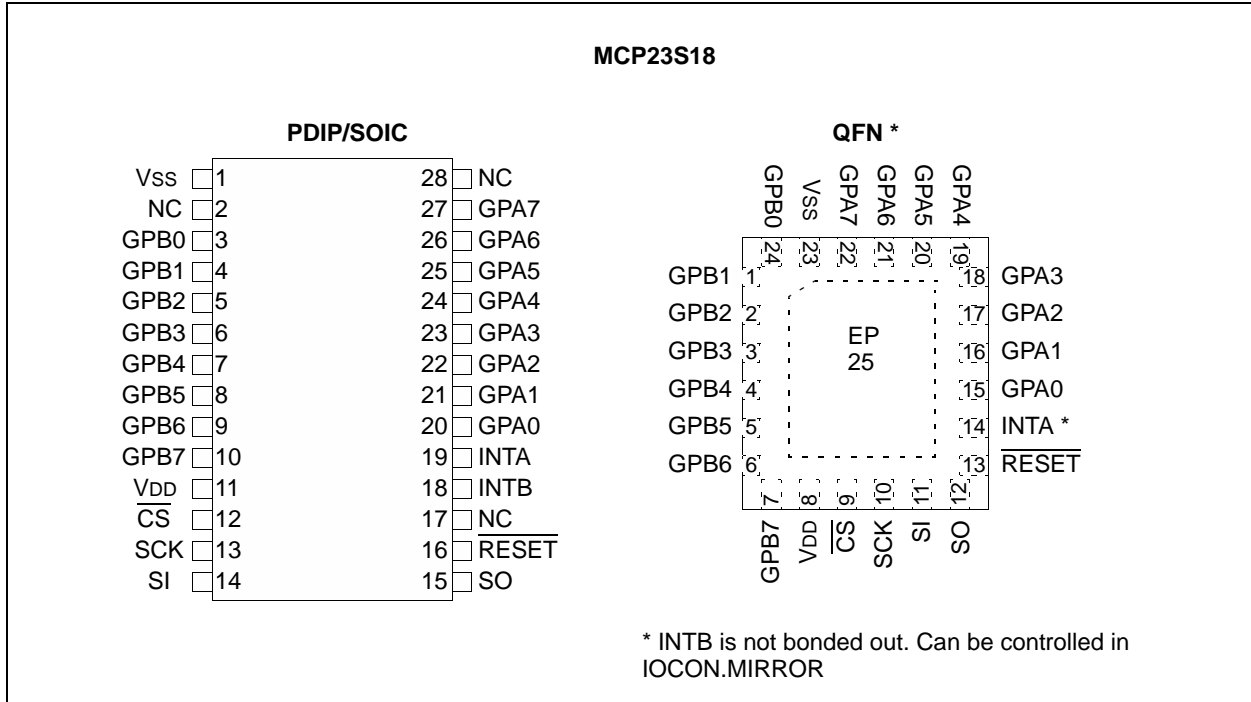 MCP23S18
PDIP/SOIC
VSS 1 28 NC
NC 2 27 GPA7
GPB0 3 26 GPA6
GPB1 4 25 GPA5
GPB2 5 24 GPA4
GPB3 6 23 GPA3
GPB4 7 22 GPA2
GPB5 8 21 GPA1
GPB6 9 20 GPA0
GPB7 10 19 INTA
VDD 11 18 INTB
CS 12 17 NC
SCK 13 16 RESET
SI 14 15 SO
QFN *
GPB0 VSS GPA7 GPA6 GPA5 GPA4
24 23 22 21 20 19
GPB1 1 18 GPA3
GPB2 2 17 GPA2
GPB3 3 16 GPA1
GPB4 4 15 GPA0
GPB5 5 14 INTA *
GPB6 6 13 RESET
EP
25
7 8 9 10 11 12
GPB7 VDD CS SCK SI SO
* INTB is not bonded out. Can be controlled in
IOCON.MIRROR